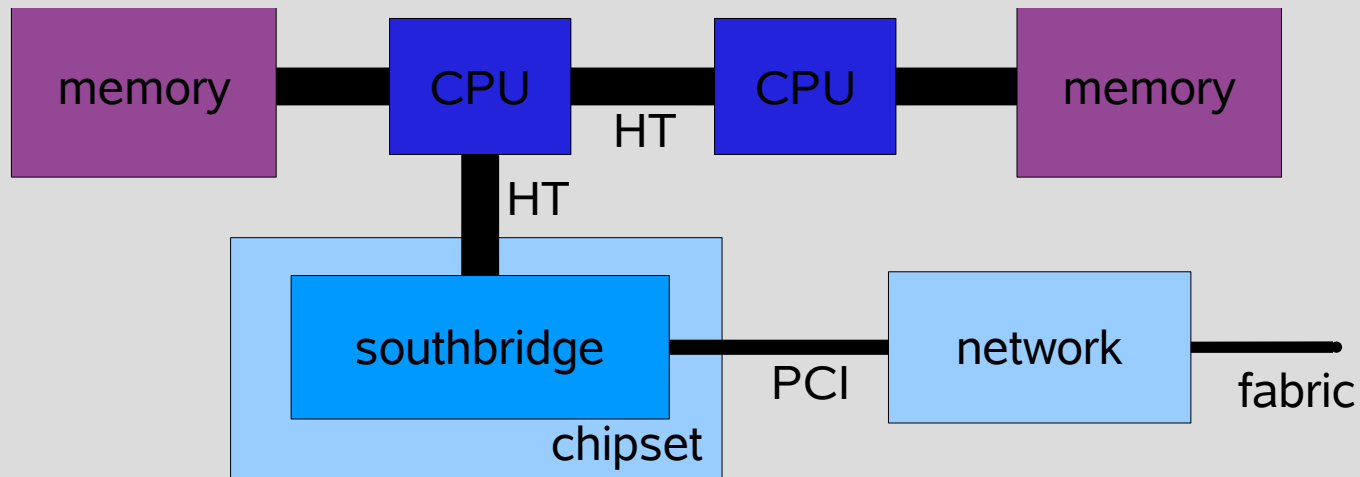 memory
CPU
CPU
memory
HT
HT
southbridge
network
PCI
fabric
chipset